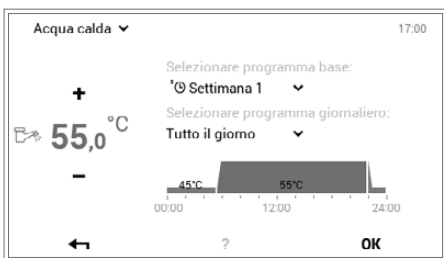 Acqua calda
17:00
Selezionare programma base:
Settimana 1
Selezionare programma giornaliero:
Tutto il giorno
+
55,0 °C
−
45°C
55°C
00:00
12:00
24:00
?
OK